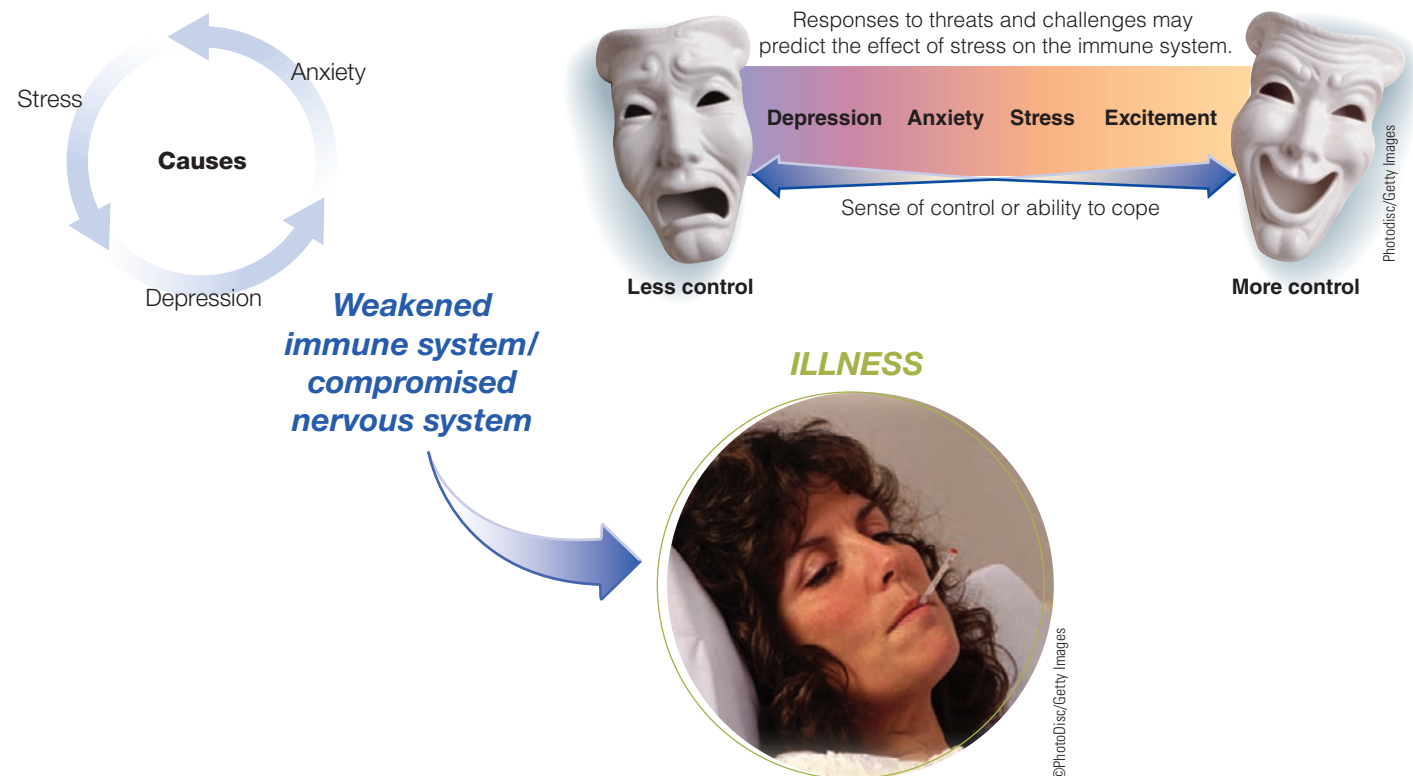 Stress
Anxiety
Causes
Depression
Responses to threats and challenges may
predict the effect of stress on the immune system.
Depression Anxiety Stress Excitement
Sense of control or ability to cope
Less control
More control
Photodisc/Getty Images
Weakened
immune system/
compromised
nervous system
ILLNESS
©PhotoDisc/Getty Images